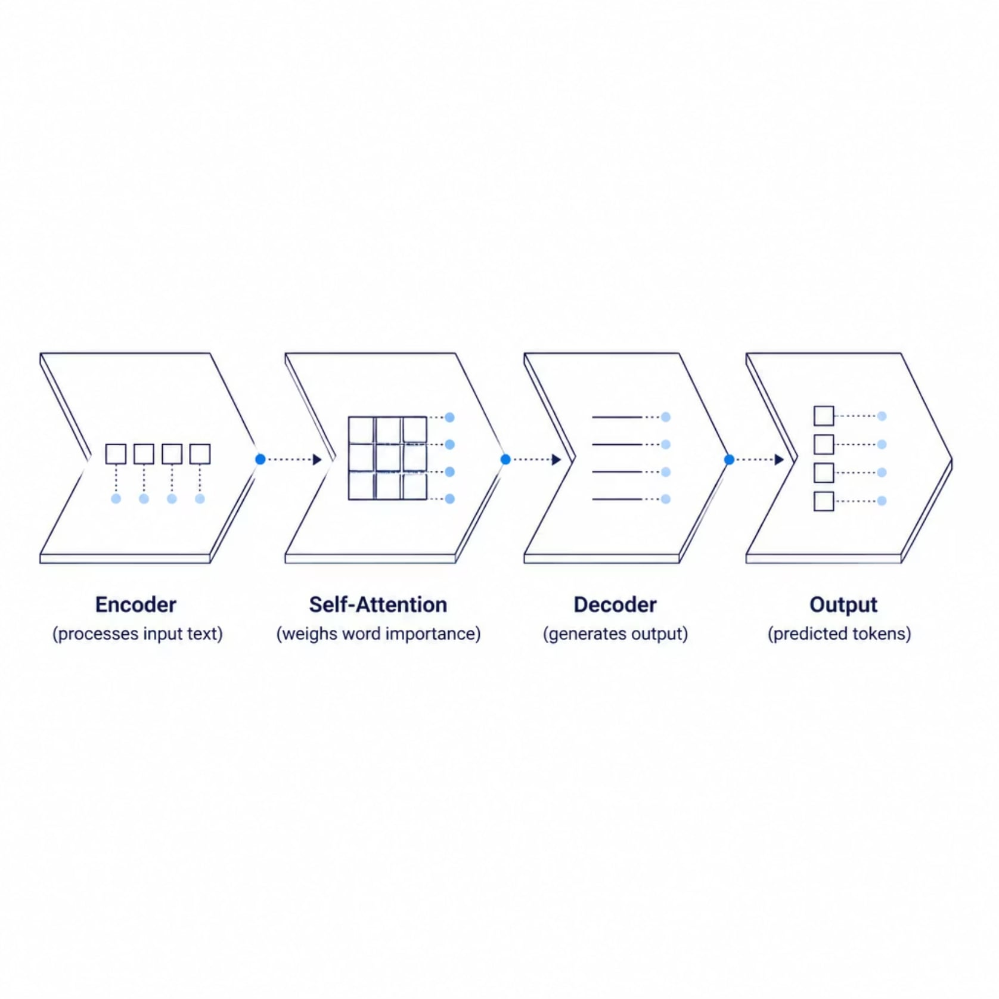 Encoder
(processes input text)
Self-Attention
(weighs word importance)
Decoder
(generates output)
Output
(predicted tokens)